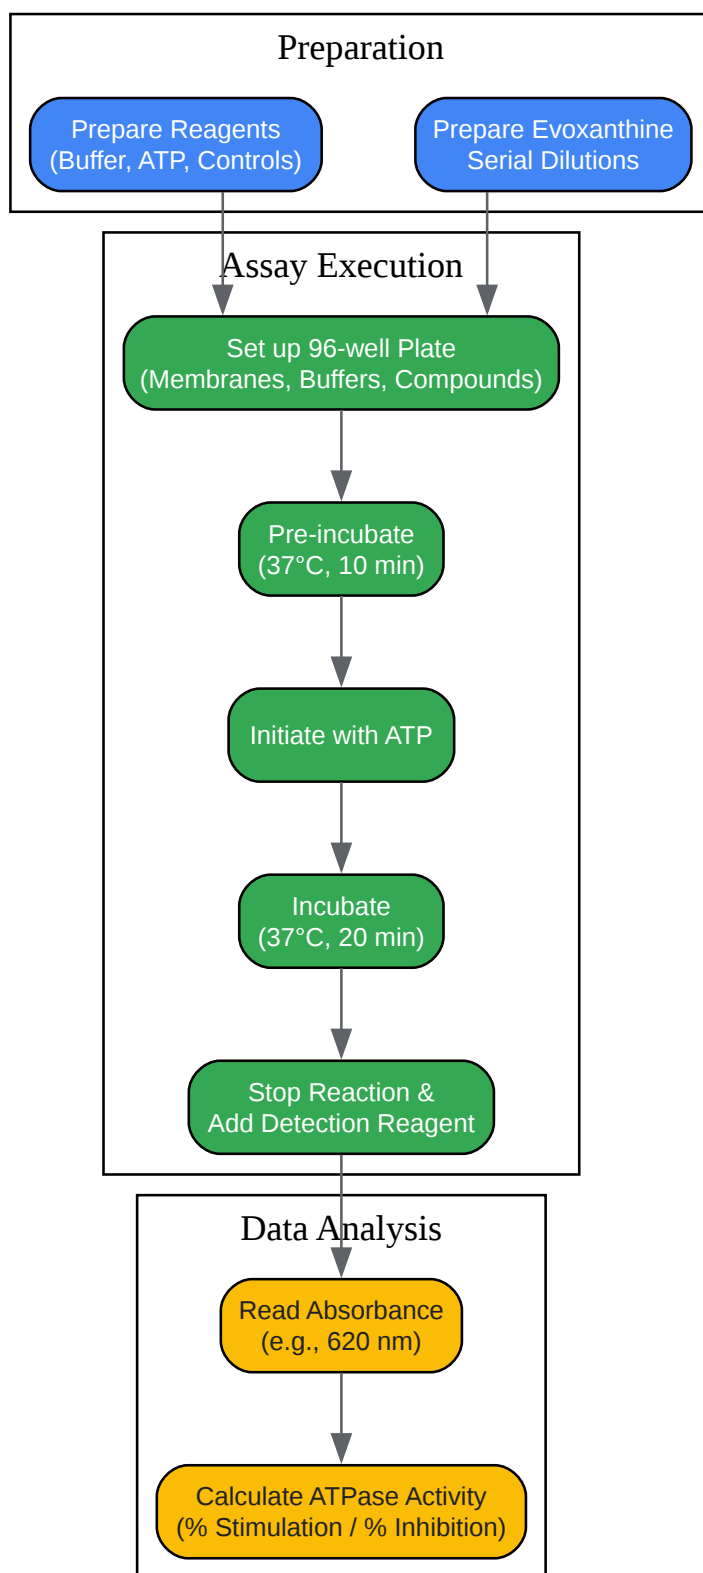 Preparation
Prepare Reagents
(Buffer, ATP, Controls)
Prepare Evoxanthine
Serial Dilutions
Assay Execution
Set up 96-well Plate
(Membranes, Buffers, Compounds)
Pre-incubate
(37°C, 10 min)
Initiate with ATP
Incubate
(37°C, 20 min)
Stop Reaction &
Add Detection Reagent
Data Analysis
Read Absorbance
(e.g., 620 nm)
Calculate ATPase Activity
(% Stimulation / % Inhibition)